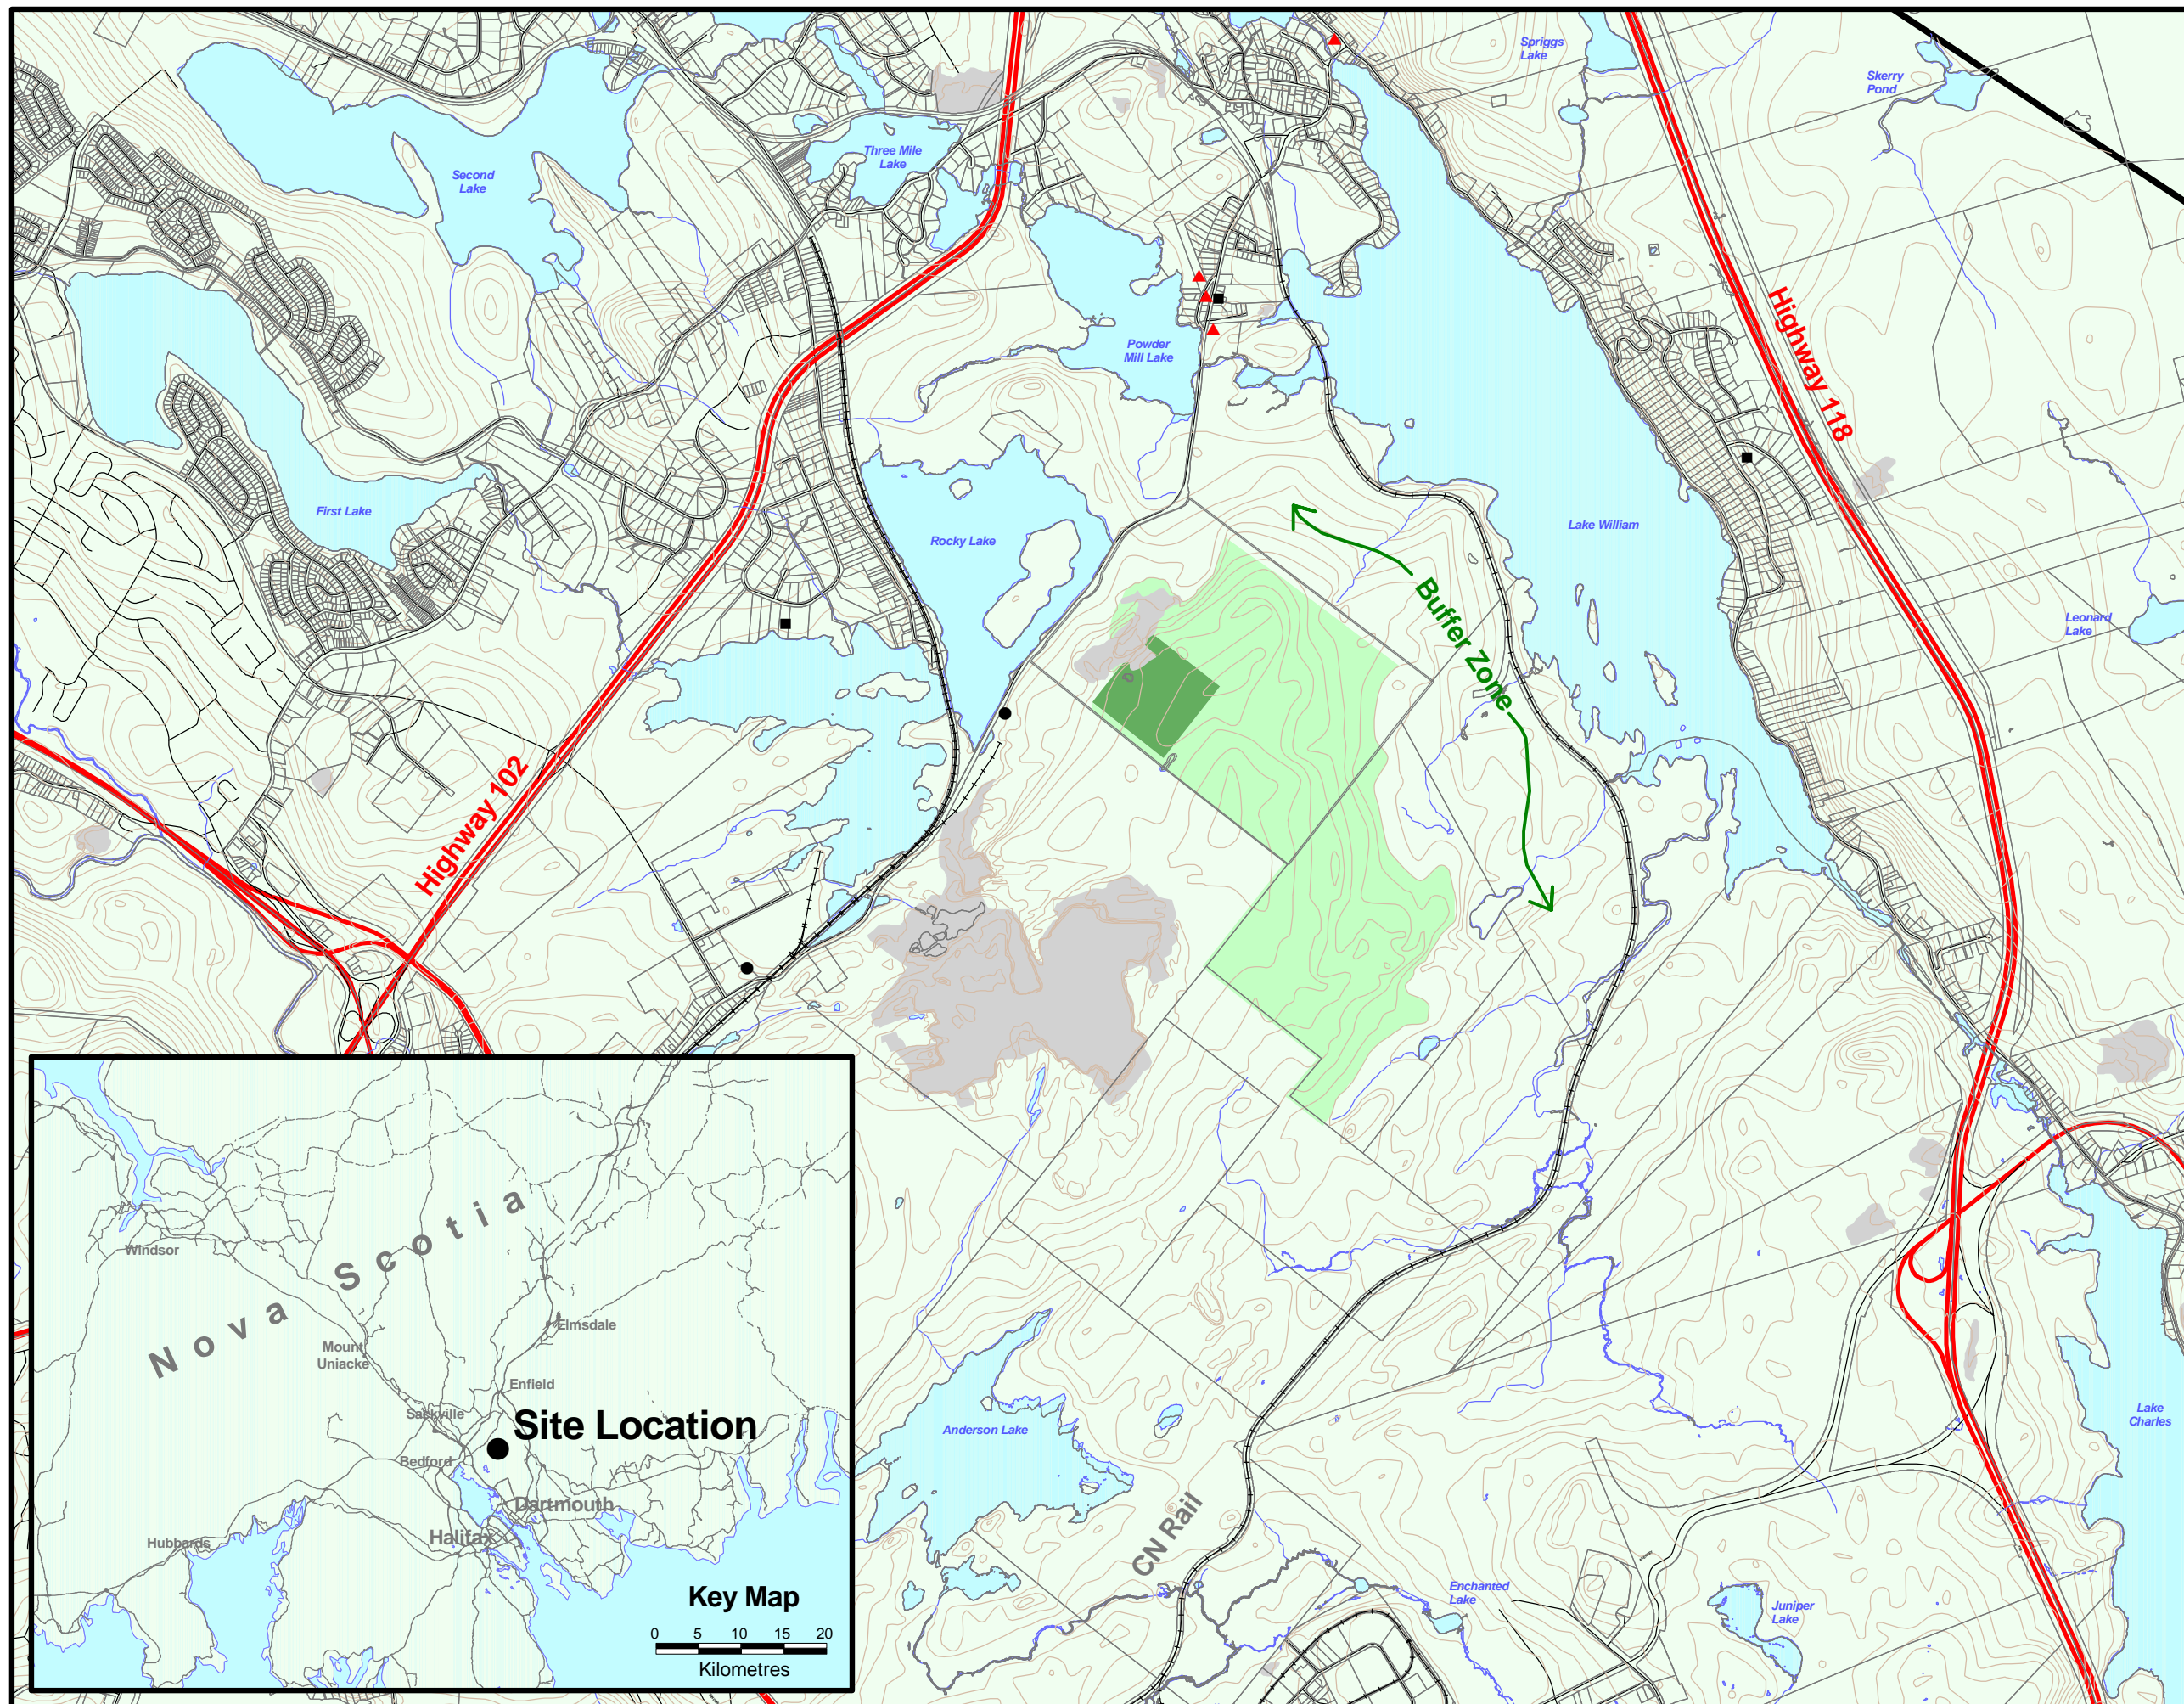 Spriggs
Lake
Skerry
Pond
Three Mile
Lake
Second
Lake
Powder
Mill Lake
Highway 118
First Lake
Rocky Lake
Lake William
Buffer Zone
Leonard
Lake
Highway 102
Nova Scotia
Windsor
Mount
Uniacke
Elmsdale
Enfield
Sackville
Site Location
Bedford
Dartmouth
Halifax
Hubbards
Key Map
0 5 10 15 20
Kilometres
Anderson Lake
CN Rail
Enchanted
Lake
Juniper
Lake
Lake
Charles